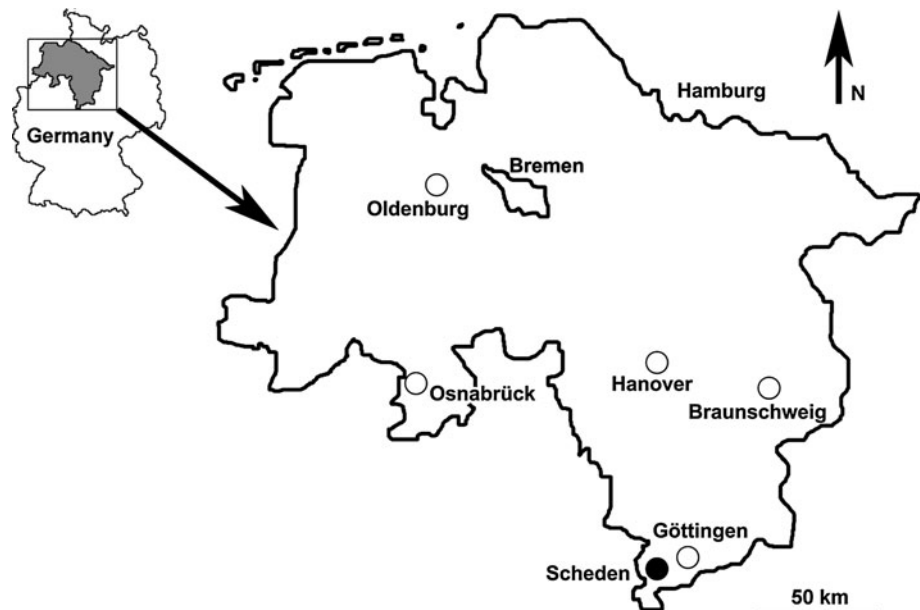 Hamburg
N
Germany
Bremen
Oldenburg
Hanover
Osnabrück
Braunschweig
Göttingen
Scheden
50 km